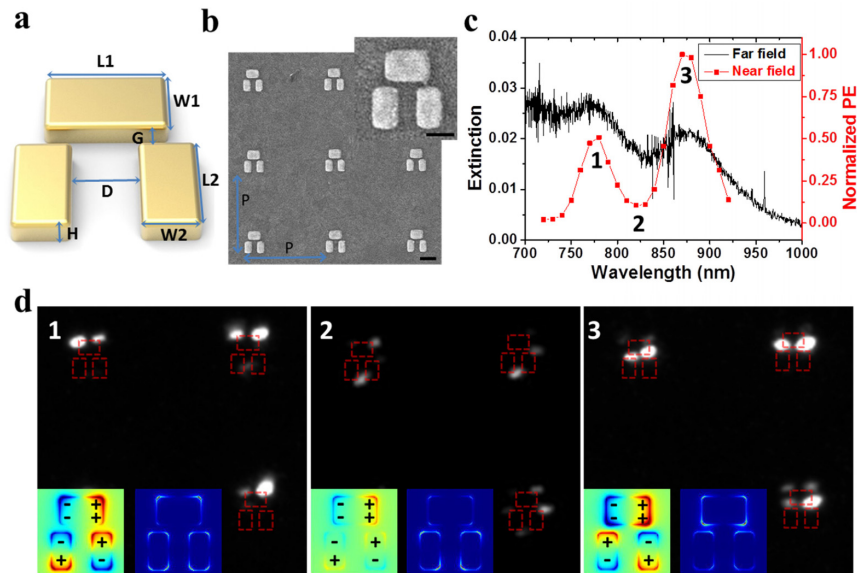 a
L1
W1
G
L2
D
H
W2
b
P
P
c
0.04
0.03
0.02
0.01
0.00
Extinction
700
750
800
850
900
950
1000
Wavelength (nm)
Far field
Near field
1
2
3
1.00
0.75
0.50
0.25
0.00
Normalized PE
d
1
- +
- +
- +
+ -
2
- +
- +
- +
+ -
3
- +
- +
+ -
- +